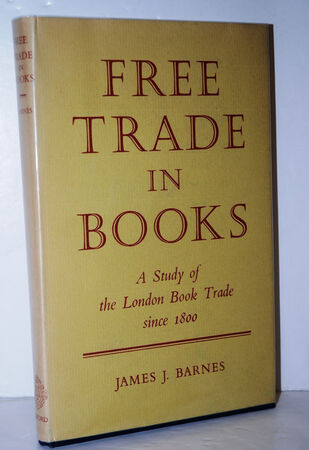 FREE
TRADE
IN
BOOKS
A Study of
the London Book Trade
since 1800
JAMES J. BARNES
FREE
TRADE
IN
BOOKS
BARNES